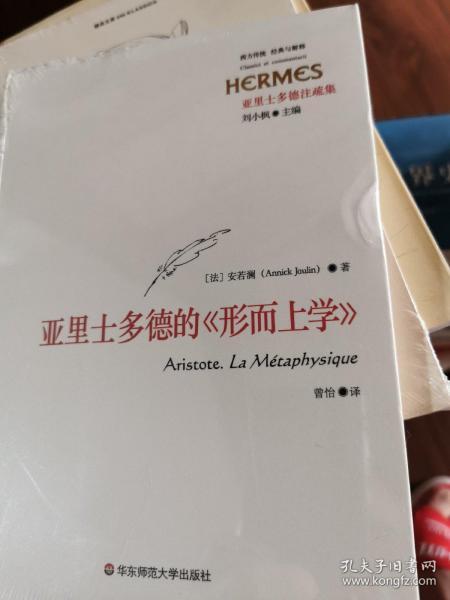 西方传统 经典与解释
Classici et commentarii
HERMES
亚里士多德注疏集
刘小枫●主编
[法] 安若澜 (Annick Joulin) ●著
亚里士多德的《形而上学》
Aristote. La Métaphysique
曾怡●译
华东师范大学出版社
孔夫子旧书网
www.kongfz.com